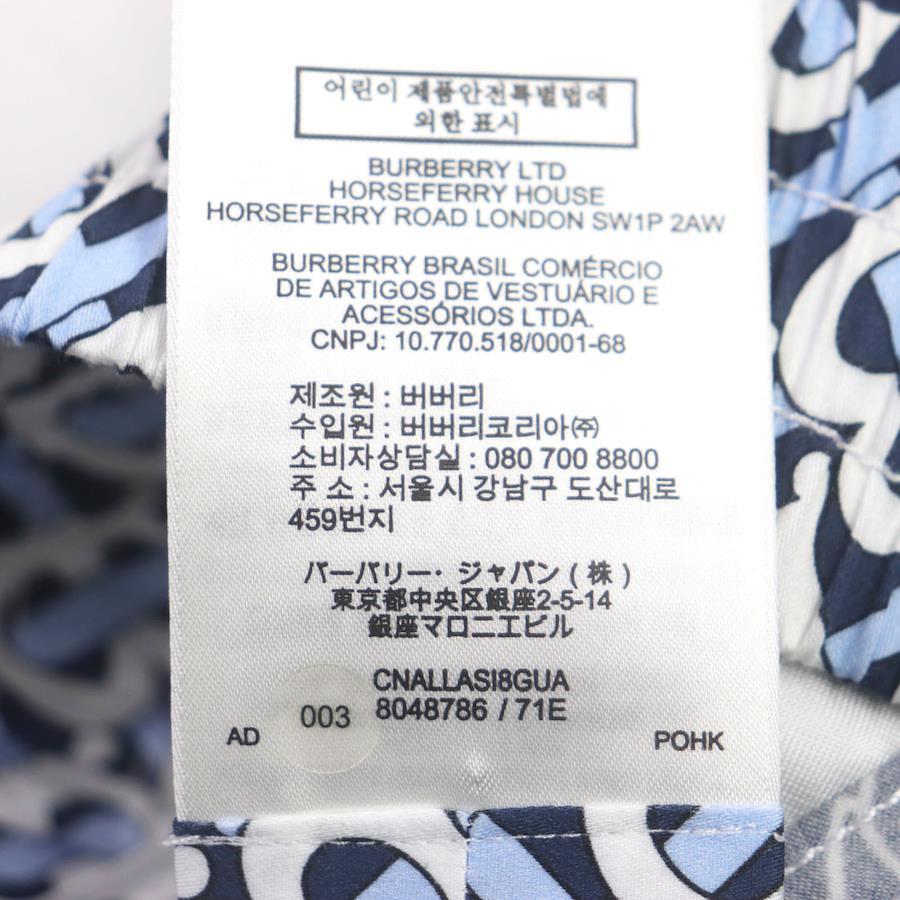 어린이 제품안전특별법에
의한 표시
BURBERRY LTD
HORSEFERRY HOUSE
HORSEFERRY ROAD LONDON SW1P 2AW
BURBERRY BRASIL COMÉRCIO
DE ARTIGOS DE VESTUÁRIO E
ACESSÓRIOS LTDA.
CNPJ: 10.770.518/0001-68
제조원 : 버버리
수입원 : 버버리코리아㈜
소비자상담실 : 080 700 8800
주 소 : 서울시 강남구 도산대로
459번지
バーバリー・ジャパン ( 株 )
東京都中央区銀座2-5-14
銀座マロニエビル
CNALLASI8GUA
8048786 / 71E
AD 003 POHK